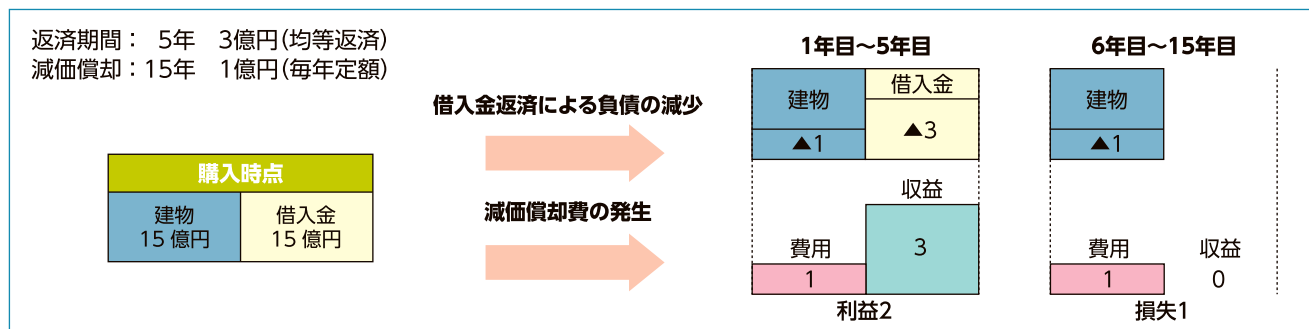 返済期間： 5年 3億円(均等返済)
減価償却：15年 1億円(毎年定額)
購入時点
建物
15億円
借入金
15億円
借入金返済による負債の減少
減価償却費の発生
1年目～5年目
建物
▲1
借入金
▲3
費用
1
収益
3
利益2
6年目～15年目
建物
▲1
費用
1
収益
0
損失1